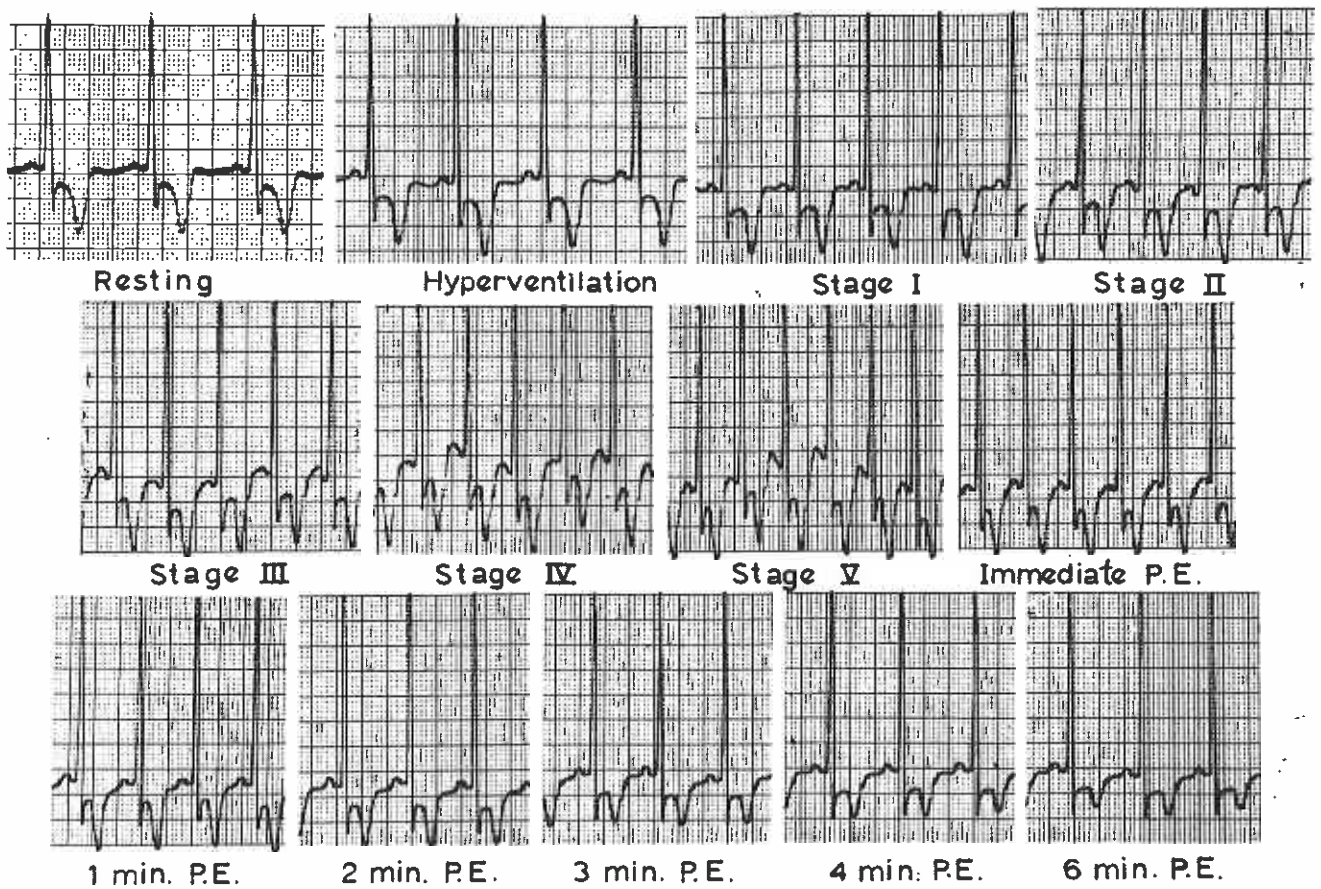 Resting Hyperventilation Stage I Stage II
Stage III Stage IV Stage V Immediate P.E.
1 min. P.E. 2 min. P.E. 3 min. P.E. 4 min. P.E. 6 min. P.E.